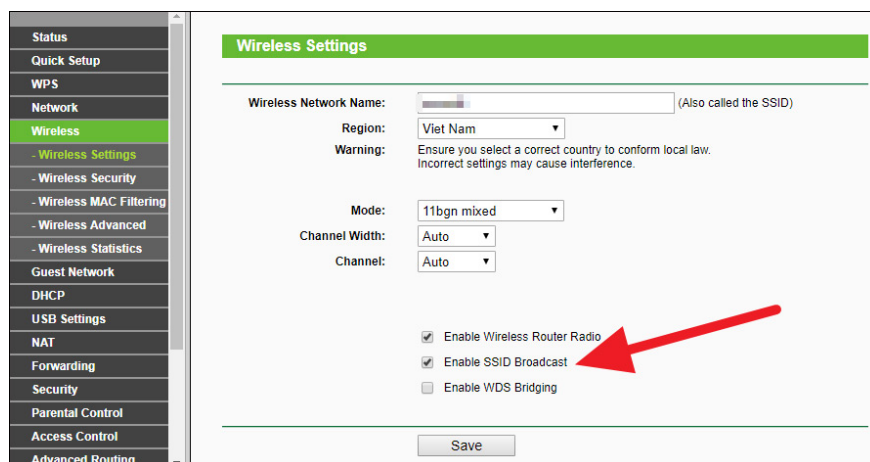 Status
Quick Setup
WPS
Network
Wireless
- Wireless Settings
- Wireless Security
- Wireless MAC Filtering
- Wireless Advanced
- Wireless Statistics
Guest Network
DHCP
USB Settings
NAT
Forwarding
Security
Parental Control
Access Control
Advanced Routing
Wireless Settings
Wireless Network Name: (Also called the SSID)
Region: Viet Nam
Warning: Ensure you select a correct country to conform local law.
Incorrect settings may cause interference.
Mode: 11bgn mixed
Channel Width: Auto
Channel: Auto
Enable Wireless Router Radio
Enable SSID Broadcast
Enable WDS Bridging
Save